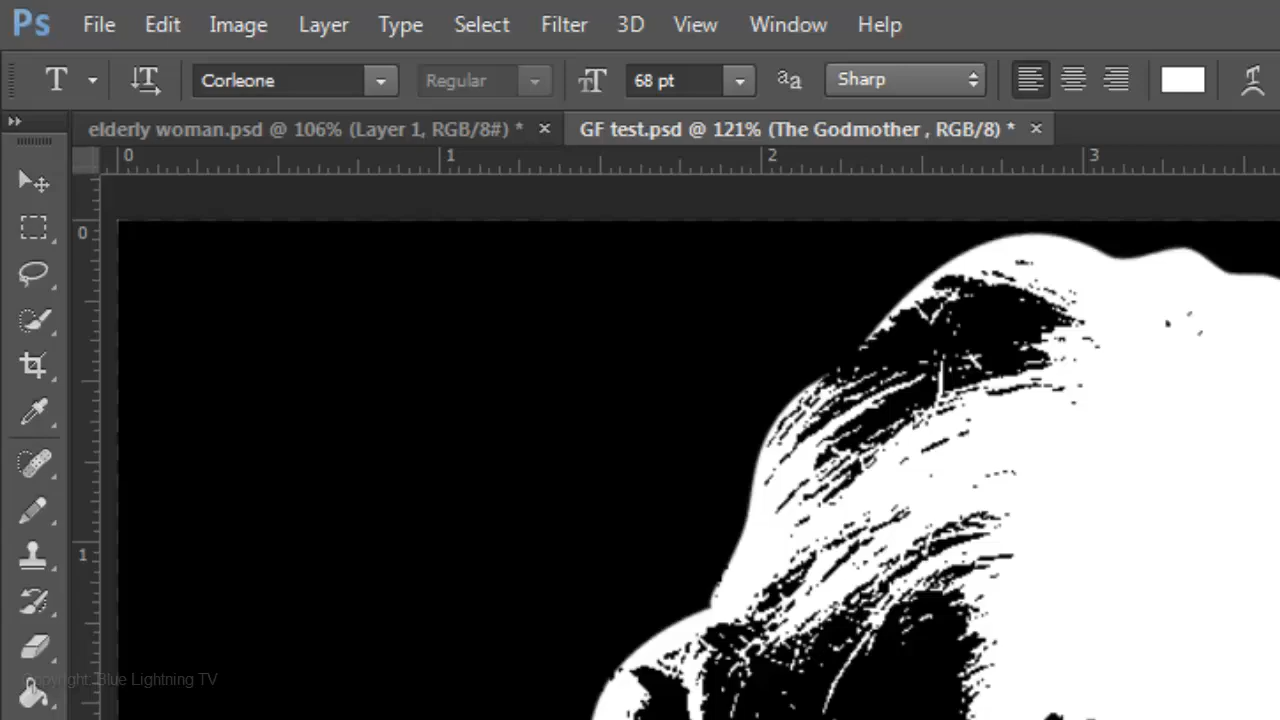 Ps File Edit Image Layer Type Select Filter 3D View Window Help
T T Corleone Regular TT 68 pt aa Sharp
elderly woman.psd @ 106% (Layer 1, RGB/8#) * × GF test.psd @ 121% (The Godmother , RGB/8) * ×
0 1 2 3
0
1
Copyright: Blue Lightning TV